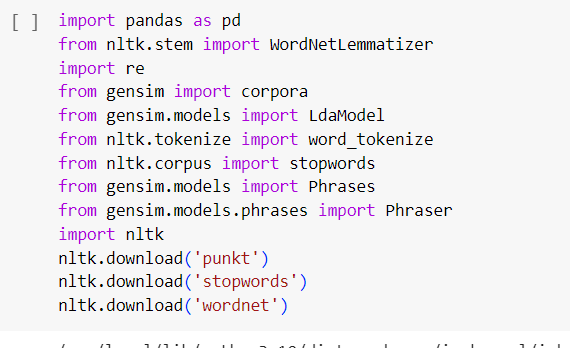 [ ] import pandas as pd
from nltk.stem import WordNetLemmatizer
import re
from gensim import corpora
from gensim.models import LdaModel
from nltk.tokenize import word_tokenize
from nltk.corpus import stopwords
from gensim.models import Phrases
from gensim.models.phrases import Phraser
import nltk
nltk.download('punkt')
nltk.download('stopwords')
nltk.download('wordnet')